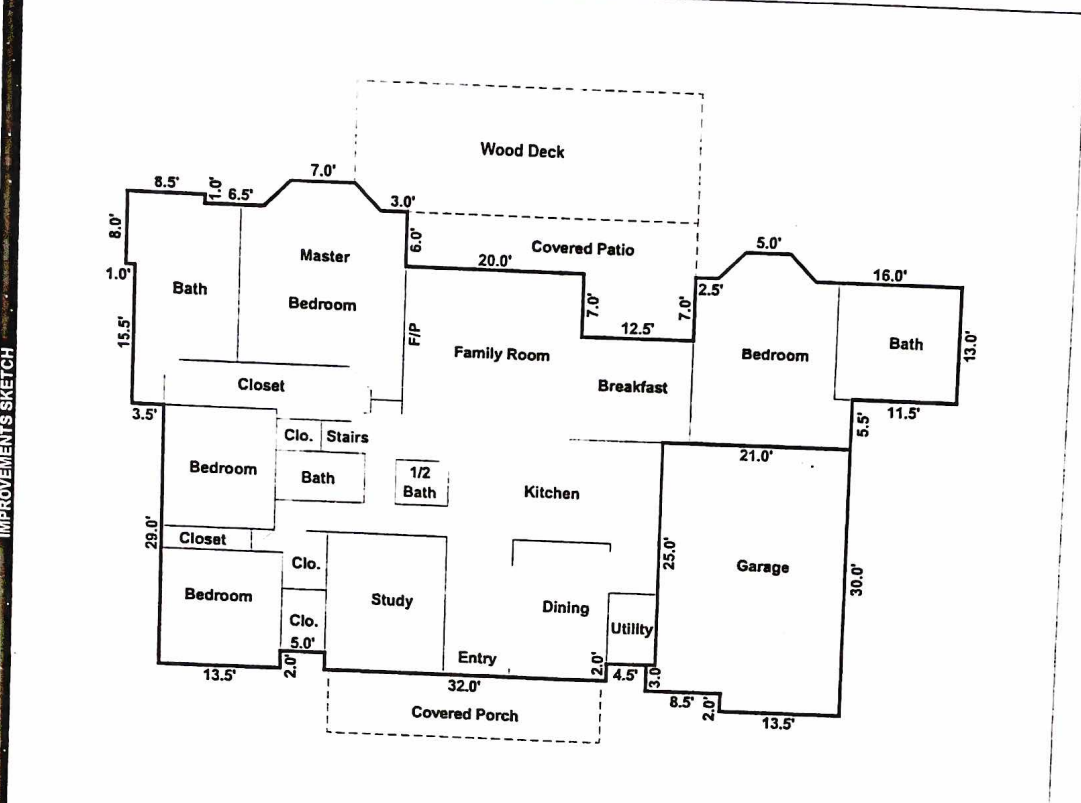 IMPROVEMENTS SKETCH
Wood Deck
7.0'
8.5'
1.0'
6.5'
3.0'
8.0'
6.0'
Covered Patio
5.0'
Master
Bedroom
20.0'
1.0'
Bath
2.5'
16.0'
7.0'
7.0'
12.5'
15.5'
F/P
Family Room
Bedroom
Bath
13.0'
Closet
Breakfast
3.5'
11.5'
5.5'
Clo.
Stairs
21.0'
Bedroom
Bath
1/2
Bath
Kitchen
29.0'
Closet
25.0'
Clo.
Garage
30.0'
Bedroom
Study
Dining
Clo.
Utility
5.0'
Entry
13.5'
2.0'
32.0'
2.0'
4.5'
3.0
8.5'
2.0'
13.5'
Covered Porch